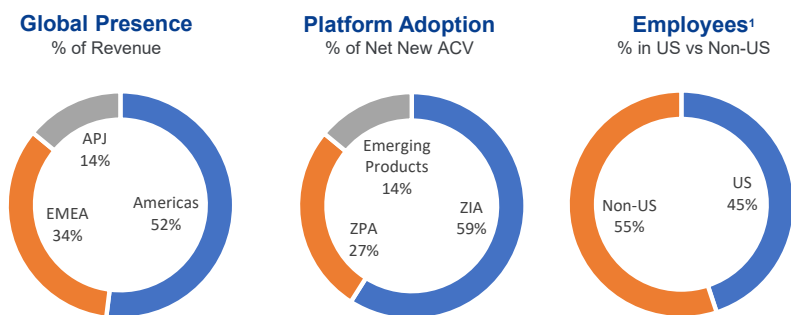 Global Presence
% of Revenue
APJ
14%
EMEA
34%
Americas
52%
Platform Adoption
% of Net New ACV
Emerging
Products
14%
ZPA
27%
ZIA
59%
Employees¹
% in US vs Non-US
Non-US
55%
US
45%